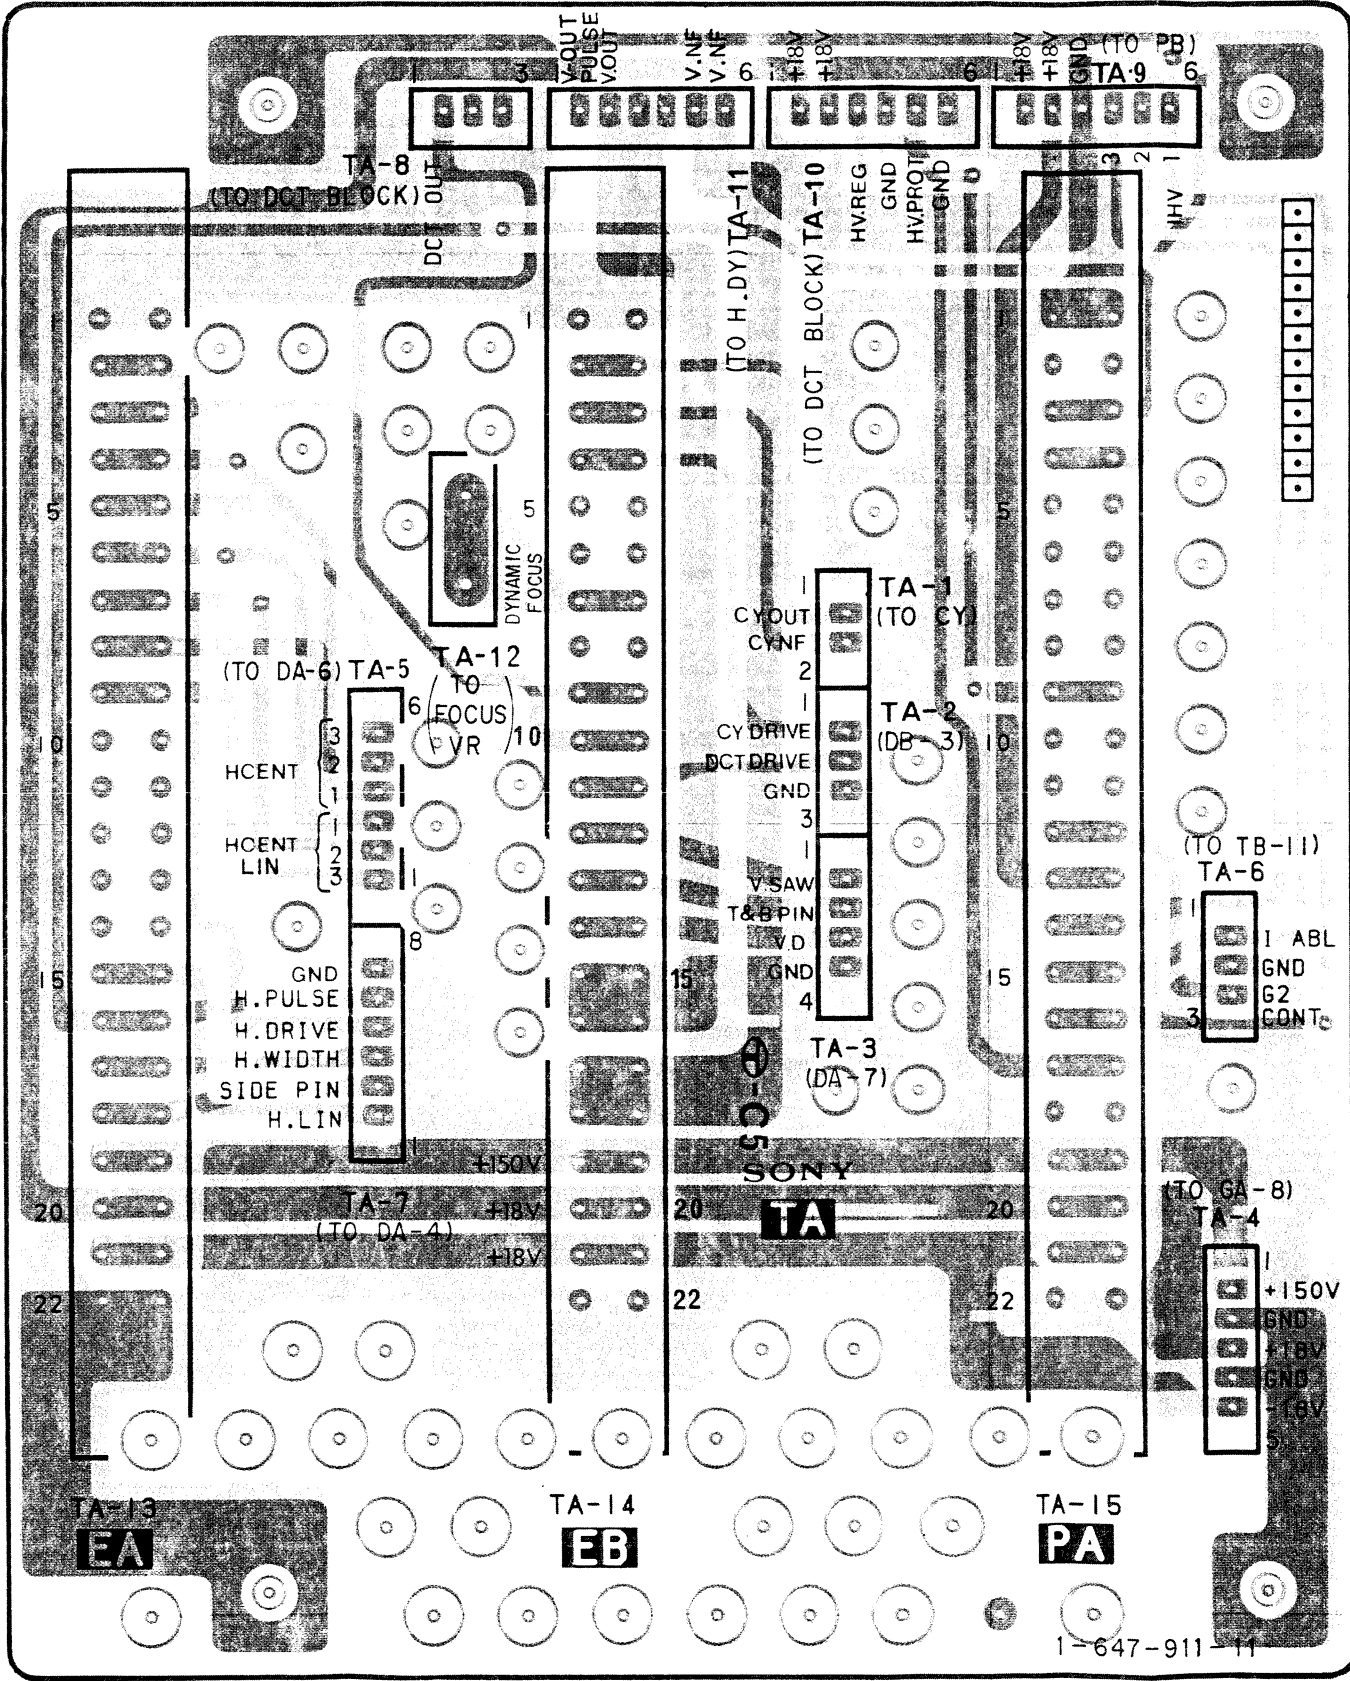 V-OUT
PULSE
V.OUT
V.NF
V.NF
+18V
+18V
+18V
+18V
GND
(TO PB)
1
3
1
6
1
6
1
TA-9
6
TA-8
(TO DCT BLOCK)
DCT OUT
(TO H.DY) TA-11
(TO DCT BLOCK) TA-10
HV.REG
GND
HV.PROT
GND
3
2
1
HHV
1
1
5
5
5
DYNAMIC
FOCUS
1
TA-1
CYOUT
(TO CY)
CYNF
2
(TO DA-6) TA-5
TA-12
(TO
FOCUS
VR)
6
1
TA-2
CY DRIVE
(DB-3)
DCT DRIVE
GND
3
10
10
10
3
HCENT
2
1
1
HCENT
LIN
2
3
1
1
V.SAW
T&B PIN
V.D
GND
4
TA-3
(DA-7)
(TO TB-11)
TA-6
1
I ABL
GND
G2
CONT
3
8
15
15
15
GND
H.PULSE
H.DRIVE
H.WIDTH
SIDE PIN
H.LIN
1
H-C5
SONY
TA
+150V
TA-7
+18V
(TO DA-4)
+18V
20
20
20
(TO GA-8)
TA-4
1
+150V
GND
+18V
GND
-18V
5
22
22
22
TA-13
EA
TA-14
EB
TA-15
PA
1-647-911-11